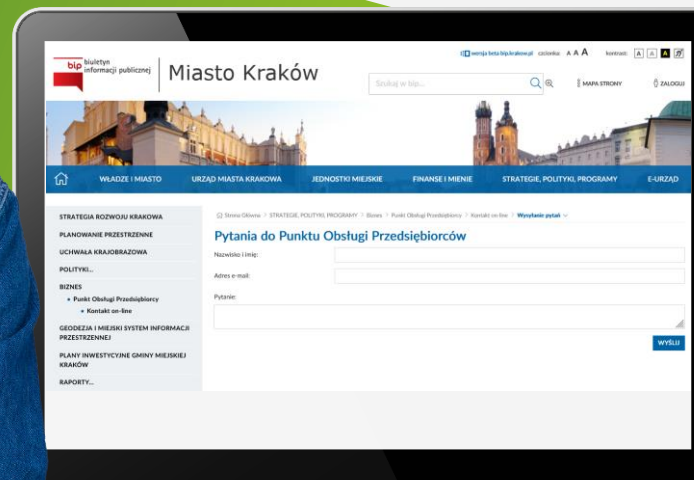 wersja beta bip.krakow.pl czcionka: A A A kontrast: A A A
bip biuletyn
informacji publicznej
Miasto Kraków
Szukaj w bip...
MAPA STRONY
ZALOGUJ
WŁADZE I MIASTO URZĄD MIASTA KRAKOWA JEDNOSTKI MIEJSKIE FINANSE I MIENIE STRATEGIE, POLITYKI, PROGRAMY E-URZĄD
STRATEGIA ROZWOJU KRAKOWA
PLANOWANIE PRZESTRZENNE
UCHWAŁA KRAJOBRAZOWA
POLITYKI...
BIZNES
Punkt Obsługi Przedsiębiorcy
Kontakt on-line
GEODEZJA I MIEJSKI SYSTEM INFORMACJI
PRZESTRZENNEJ
PLANY INWESTYCYJNE GMINY MIEJSKIEJ
KRAKÓW
RAPORTY...
Strona Główna > STRATEGIE, POLITYKI, PROGRAMY > Biznes > Punkt Obsługi Przedsiębiorcy > Kontakt on-line > Wysyłanie pytań
Pytania do Punktu Obsługi Przedsiębiorców
Nazwisko i imię:
Adres e-mail:
Pytanie:
WYŚLIJ